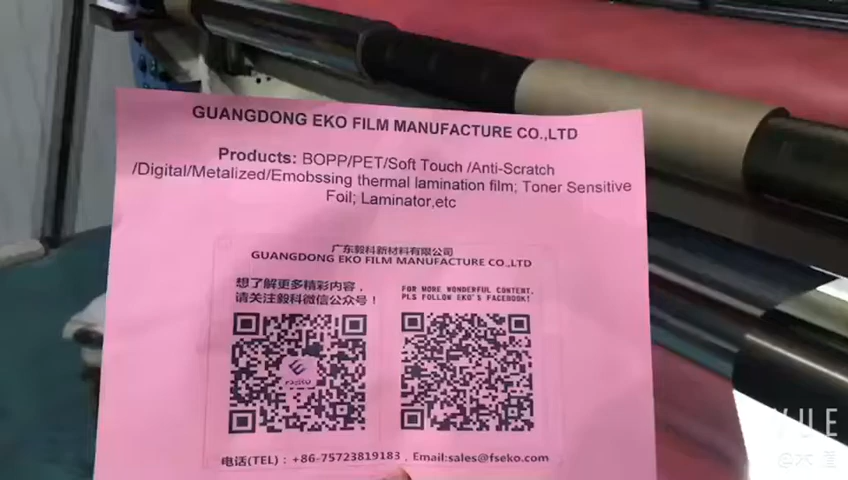 GUANGDONG EKO FILM MANUFACTURE CO.,LTD
Products: BOPP/PET/Soft Touch /Anti-Scratch
/Digital/Metalized/Emobssing thermal lamination film; Toner Sensitive
Foil; Laminator,etc
广东毅科新材料有限公司
GUANGDONG EKO FILM MANUFACTURE CO.,LTD
想了解更多精彩内容,
请关注毅科微信公众号!
FOR MORE WONDERFUL CONTENT,
PLS FOLLOW EKO'S FACEBOOK!
电话(TEL):+86-75723819183, Email:sales@fseko.com
VUE